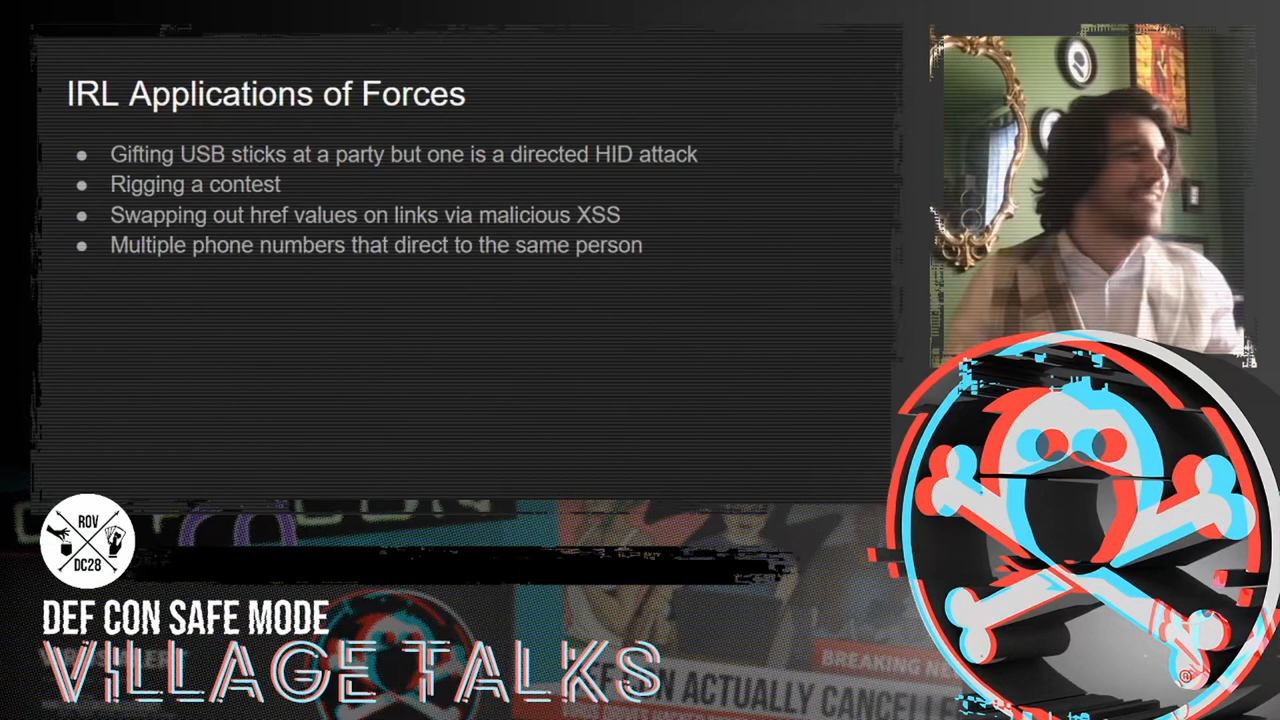 IRL Applications of Forces
● Gifting USB sticks at a party but one is a directed HID attack
● Rigging a contest
● Swapping out href values on links via malicious XSS
● Multiple phone numbers that direct to the same person
ROV
DC28
DEF CON SAFE MODE
VILLAGE TALKS
BREAKING NE
CON ACTUALLY CANCELLE
®